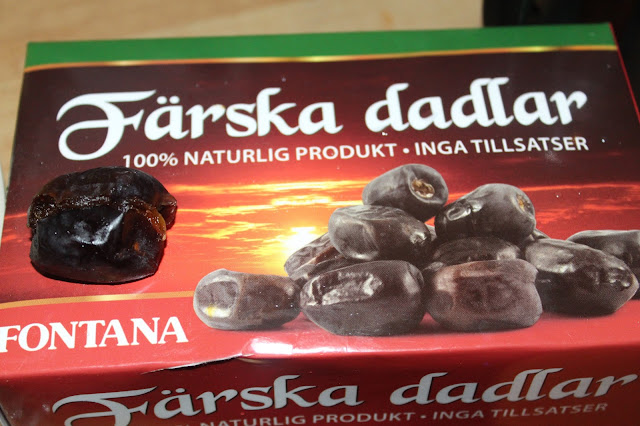 Färska dadlar
100% NATURLIG PRODUKT • INGA TILLSATSER
FONTANA
Färska dadlar
100% NATURLIG PRODUKT • INGA TILLSATSER